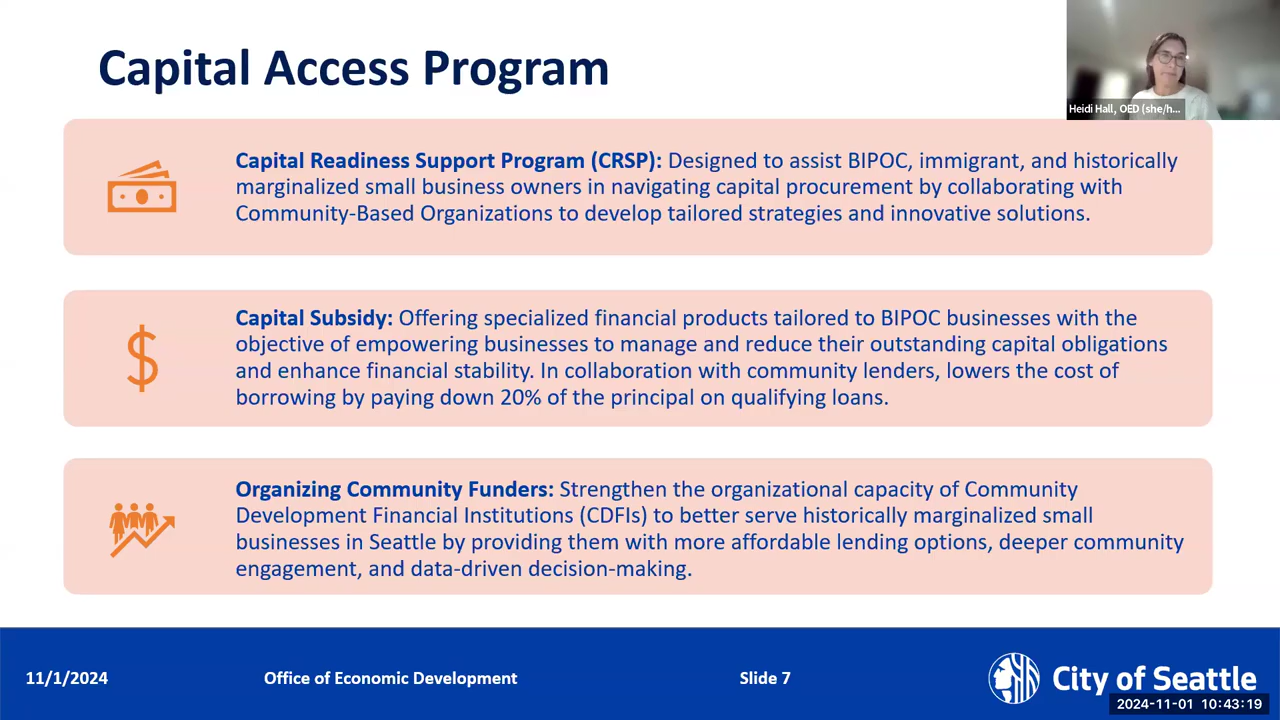 Capital Access Program
Heidi Hall, OED (she/h...
Capital Readiness Support Program (CRSP): Designed to assist BIPOC, immigrant, and historically
marginalized small business owners in navigating capital procurement by collaborating with
Community-Based Organizations to develop tailored strategies and innovative solutions.
Capital Subsidy: Offering specialized financial products tailored to BIPOC businesses with the
objective of empowering businesses to manage and reduce their outstanding capital obligations
and enhance financial stability. In collaboration with community lenders, lowers the cost of
borrowing by paying down 20% of the principal on qualifying loans.
Organizing Community Funders: Strengthen the organizational capacity of Community
Development Financial Institutions (CDFIs) to better serve historically marginalized small
businesses in Seattle by providing them with more affordable lending options, deeper community
engagement, and data-driven decision-making.
11/1/2024
Office of Economic Development
Slide 7
City of Seattle
2024-11-01 10:43:19